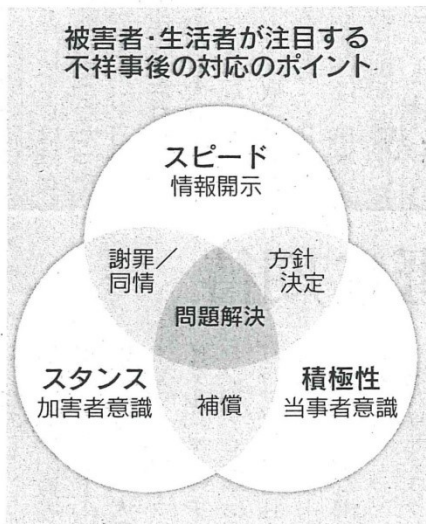 被害者・生活者が注目する
不祥事後の対応のポイント
スピード
情報開示
謝罪/
同情
方針
決定
問題解決
スタンス
加害者意識
補償
積極性
当事者意識